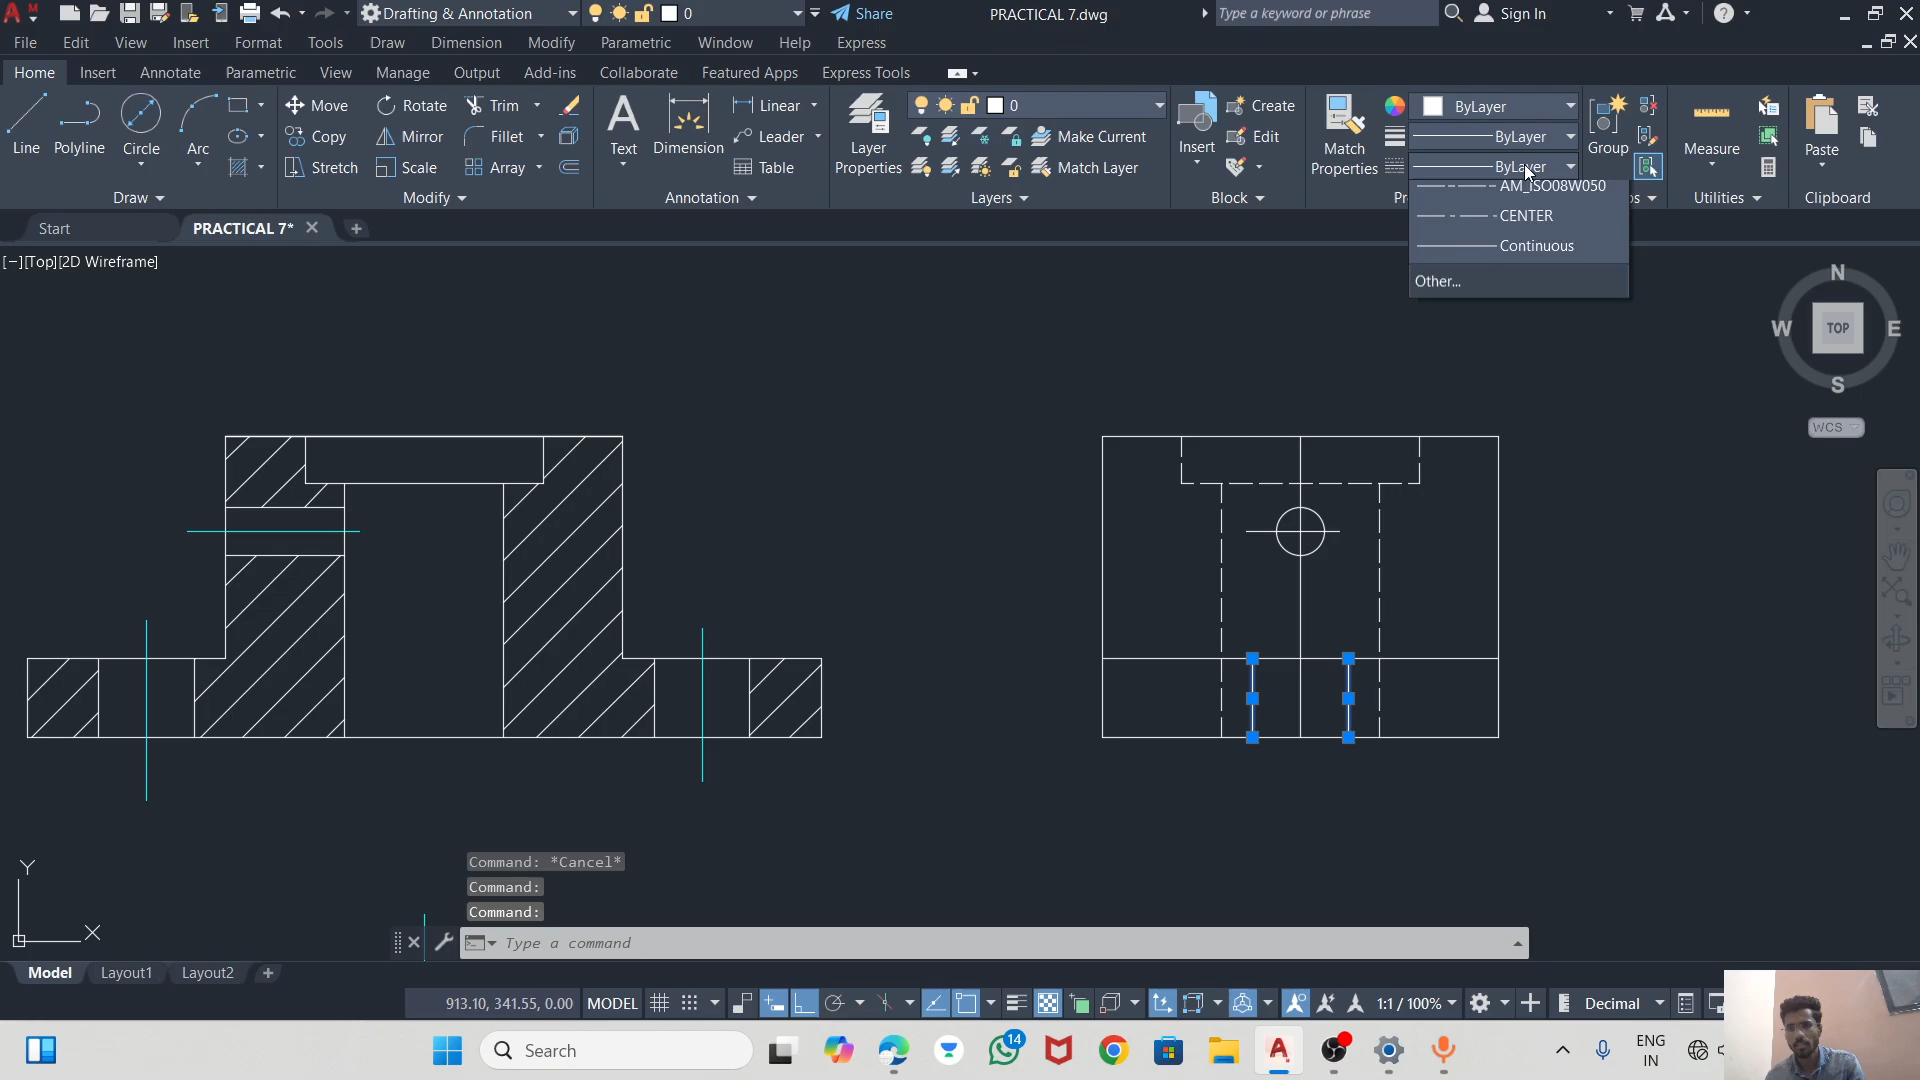 Drafting & Annotation 0 Share PRACTICAL 7.dwg Type a keyword or phrase Sign In
File Edit View Insert Format Tools Draw Dimension Modify Parametric Window Help Express
Home Insert Annotate Parametric View Manage Output Add-ins Collaborate Featured Apps Express Tools
Line Polyline Circle Arc
Move Rotate Trim
Copy Mirror Fillet
Stretch Scale Array
Text Dimension
Linear
Leader
Table
Layer Properties
0
Make Current
Match Layer
Insert
Create
Edit
Match Properties
ByLayer
ByLayer
ByLayer
Group
Measure
Paste
Draw Modify Annotation Layers Block Utilities Clipboard
AM_ISO08W050
CENTER
Continuous
Other...
Start PRACTICAL 7*
[−][Top][2D Wireframe]
N
W TOP E
S
WCS
Command: *Cancel*
Command:
Command:
Y
X
Type a command
Model Layout1 Layout2
913.10, 341.55, 0.00 MODEL 1:1 / 100% Decimal
Search 14 ENG
IN